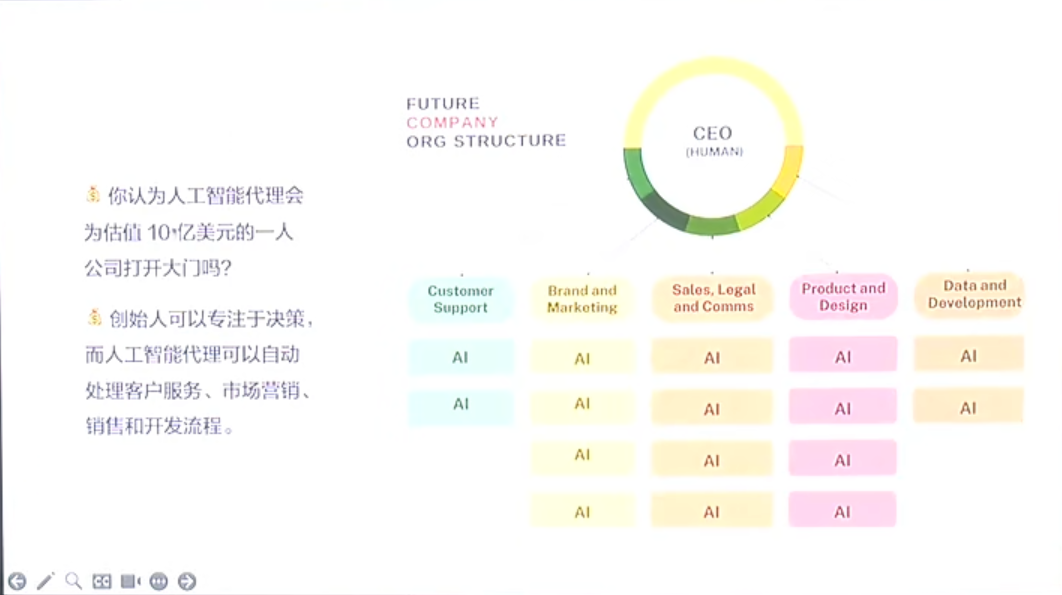 FUTURE
COMPANY
ORG STRUCTURE
CEO
(HUMAN)
你认为人工智能代理会
为估值 10亿美元的一人
公司打开大门吗?
创始人可以专注于决策，
而人工智能代理可以自动
处理客户服务、市场营销、
销售和开发流程。
Customer
Support
AI
AI
Brand and
Marketing
AI
AI
AI
AI
Sales, Legal
and Comms
AI
AI
AI
AI
Product and
Design
AI
AI
AI
AI
Data and
Development
AI
AI
CC